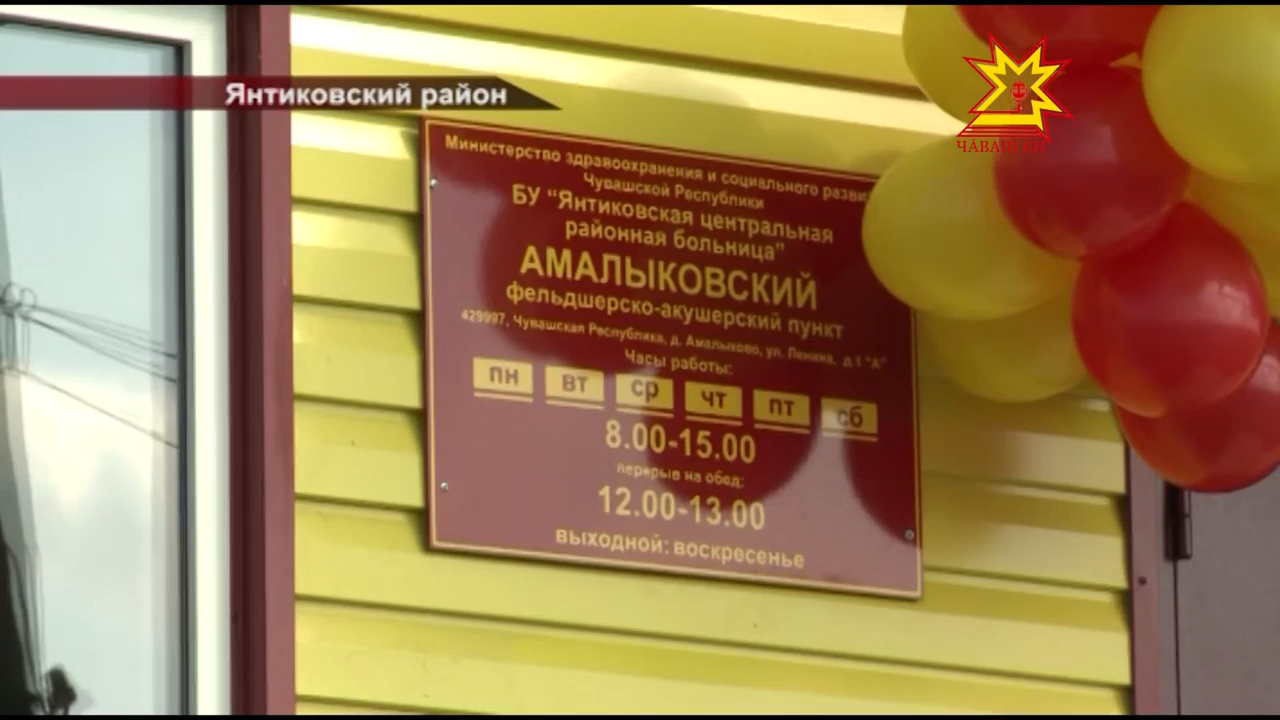 Янтиковский район
Министерство здравоохранения и социального
Чувашской Республики
БУ “Янтиковская центральная
районная больница”
АМАЛЫКОВСКИЙ
фельдшерско-акушерский пункт
429997, Чувашская Республика, д. Амалыково, ул. Ленина, д.1 "А"
Часы работы:
пн вт ср чт пт сб
8.00-15.00
перерыв на обед:
12.00-13.00
выходной: воскресенье